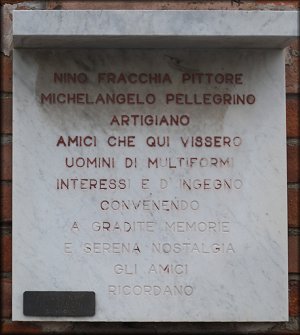 NINO FRACCHIA PITTORE
MICHELANGELO PELLEGRINO
ARTIGIANO
AMICI CHE QUI VISSERO
UOMINI DI MULTIFORMI
INTERESSI E D' INGEGNO
CONVENENDO
A GRADITE MEMORIE
E SERENA NOSTALGIA
GLI AMICI
RICORDANO